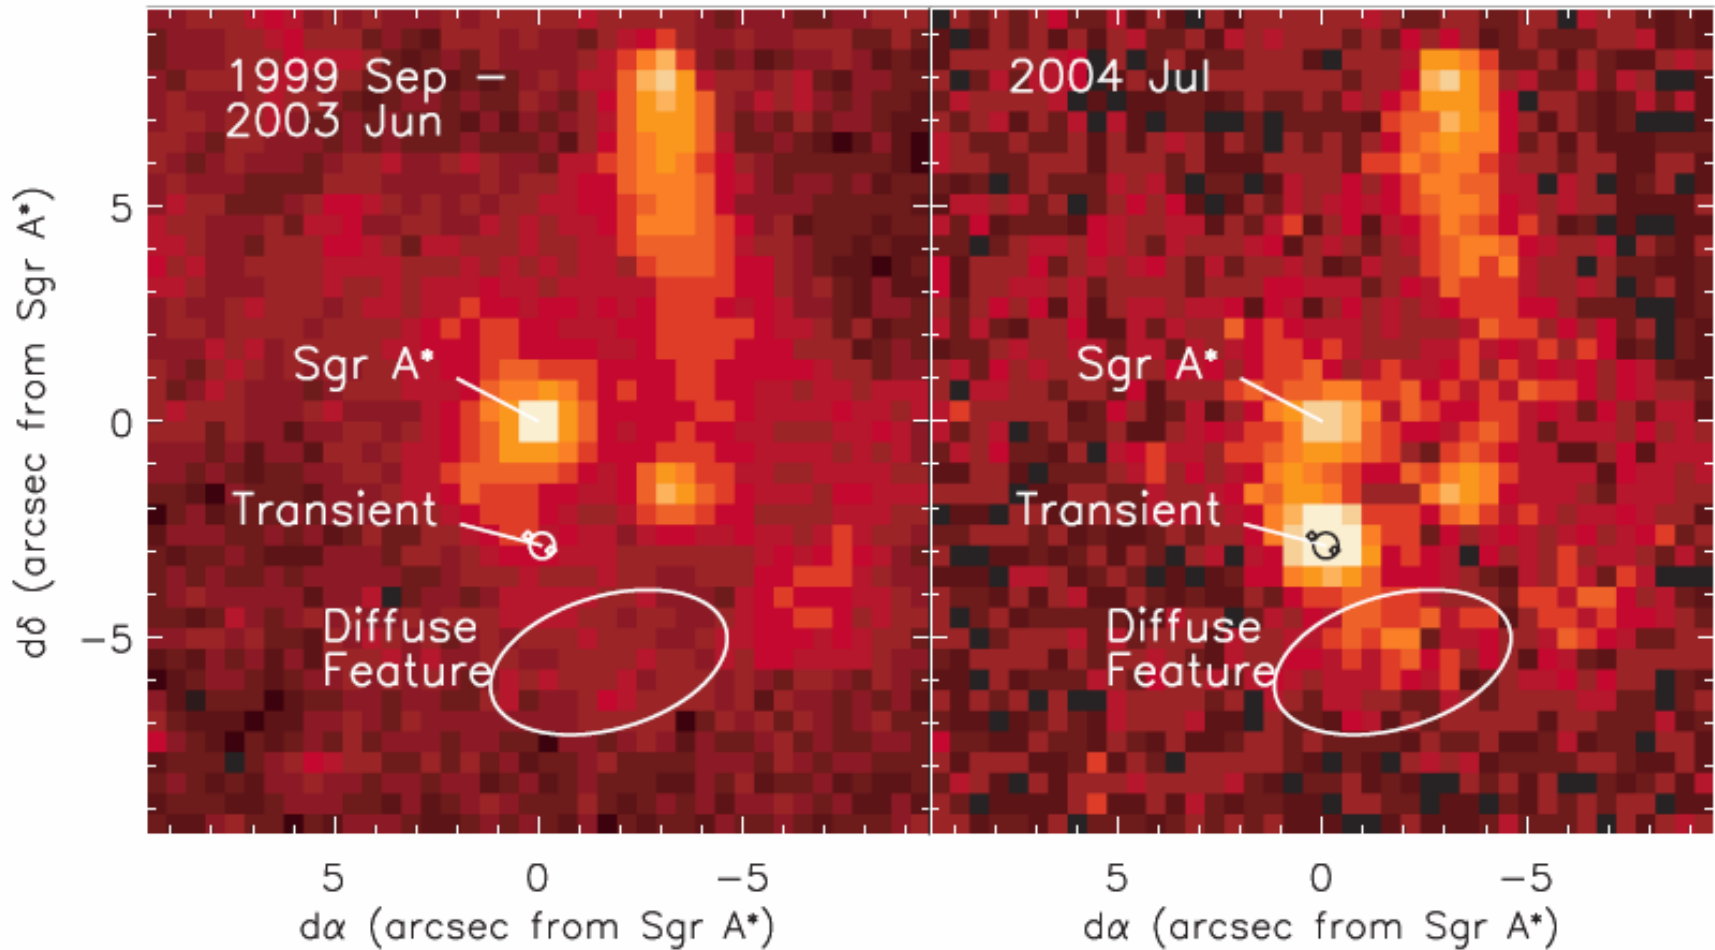 1999 Sep –
2003 Jun
Sgr A*
Transient
Diffuse
Feature
2004 Jul
Sgr A*
Transient
Diffuse
Feature
dδ (arcsec from Sgr A*)
5
0
−5
5 0 −5
dα (arcsec from Sgr A*)
5 0 −5
dα (arcsec from Sgr A*)